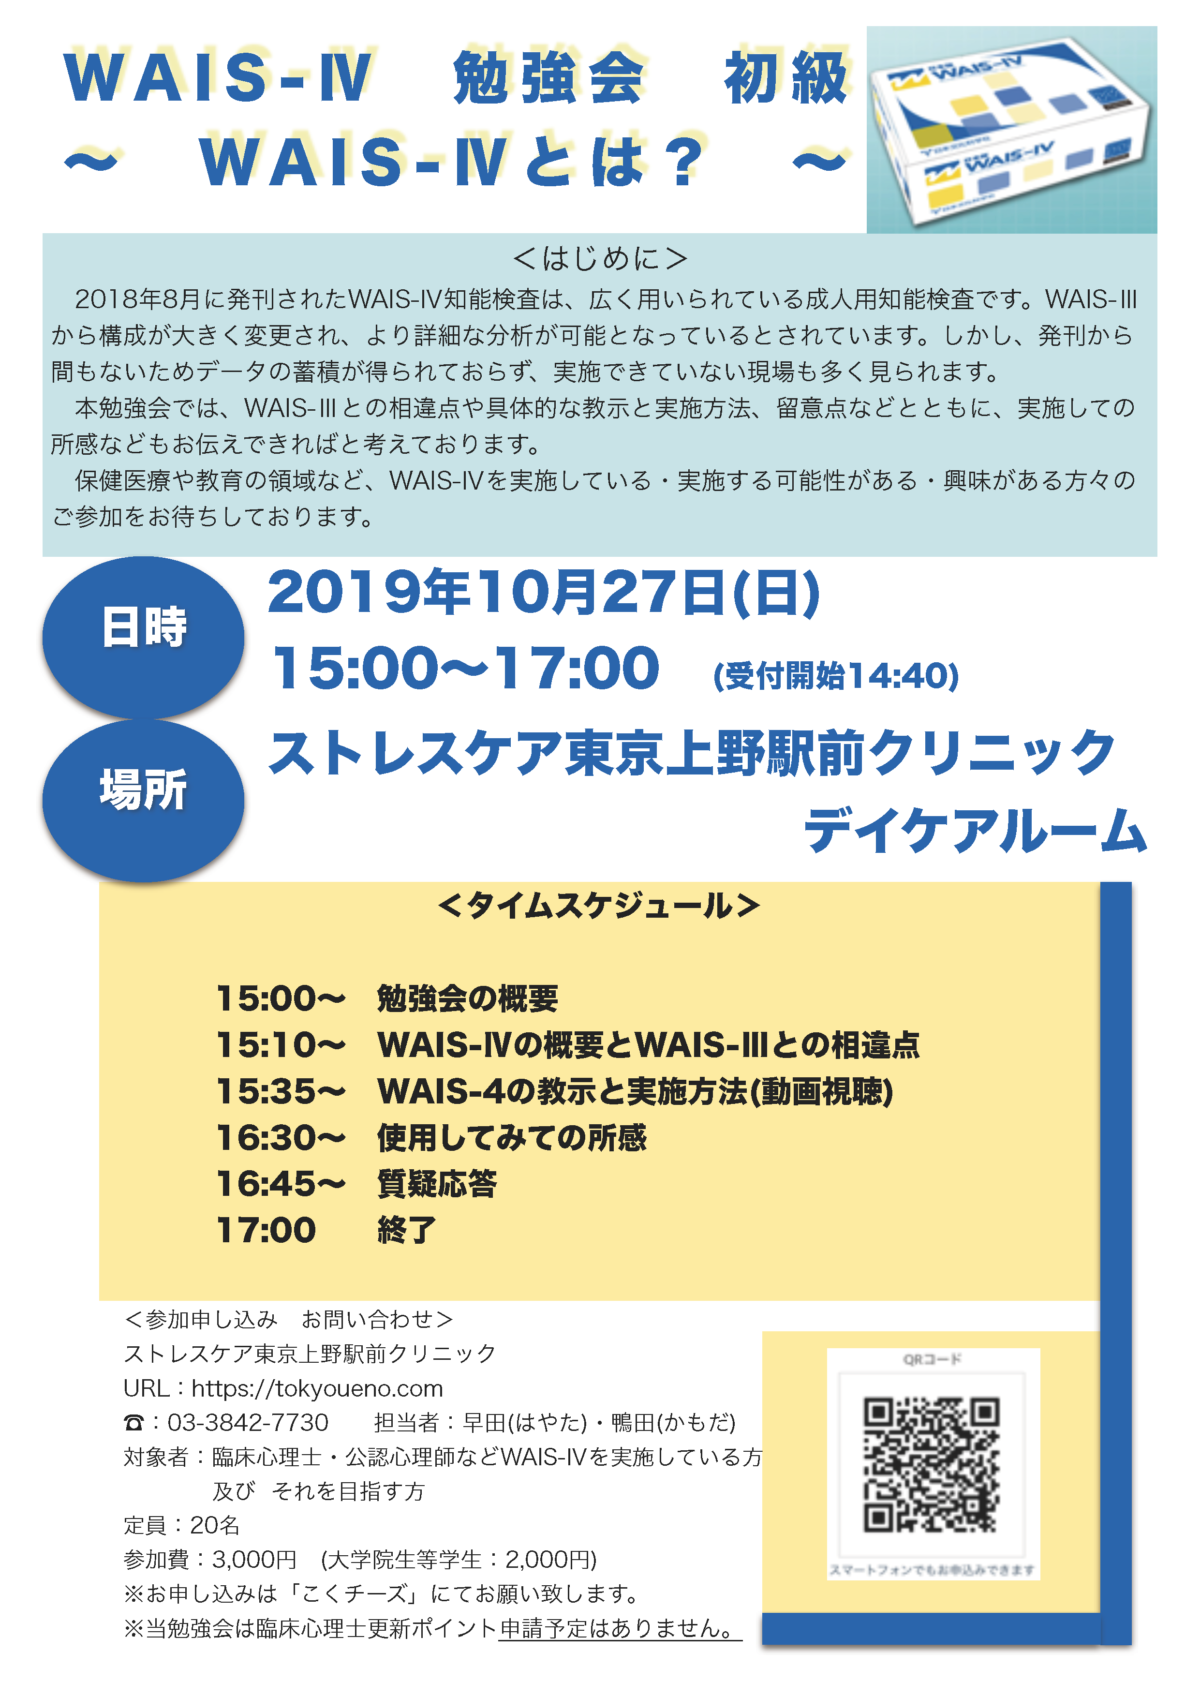 WAIS-Ⅳ　勉強会　初級
～　WAIS-Ⅳとは？　～
WAIS-IV
WAIS-IV
＜はじめに＞
2018年8月に発刊されたWAIS-IV知能検査は、広く用いられている成人用知能検査です。WAIS-Ⅲ
から構成が大きく変更され、より詳細な分析が可能となっているとされています。しかし、発刊から
間もないためデータの蓄積が得られておらず、実施できていない現場も多く見られます。
本勉強会では、WAIS-Ⅲとの相違点や具体的な教示と実施方法、留意点などとともに、実施しての
所感などもお伝えできればと考えております。
保健医療や教育の領域など、WAIS-IVを実施している・実施する可能性がある・興味がある方々の
ご参加をお待ちしております。
日時
2019年10月27日(日)
15:00～17:00　(受付開始14:40)
場所
ストレスケア東京上野駅前クリニック
デイケアルーム
＜タイムスケジュール＞
15:00～　勉強会の概要
15:10～　WAIS-Ⅳの概要とWAIS-Ⅲとの相違点
15:35～　WAIS-4の教示と実施方法(動画視聴)
16:30～　使用してみての所感
16:45～　質疑応答
17:00　　終了
＜参加申し込み　お問い合わせ＞
ストレスケア東京上野駅前クリニック
URL：https://tokyoueno.com
☎：03-3842-7730　　担当者：早田(はやた)・鴨田(かもだ)
対象者：臨床心理士・公認心理師などWAIS-IVを実施している方
及び　それを目指す方
定員：20名
参加費：3,000円　(大学院生等学生：2,000円)
※お申し込みは「こくチーズ」にてお願い致します。
※当勉強会は臨床心理士更新ポイント申請予定はありません。
QRコード
スマートフォンでもお申込みできます